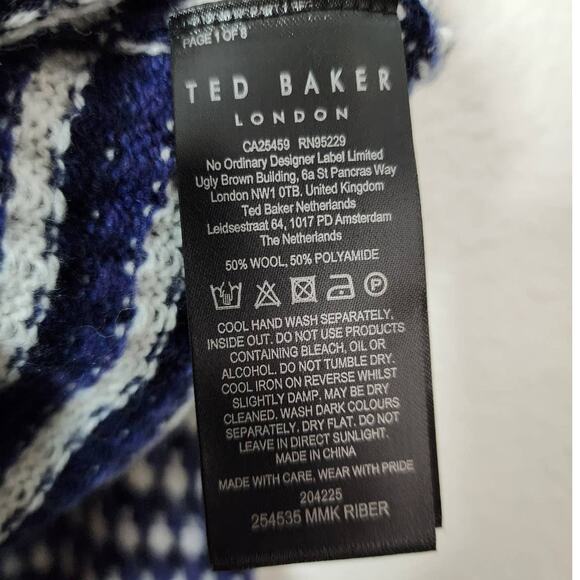 PAGE 1 OF 8
TED BAKER
LONDON
CA25459 RN95229
No Ordinary Designer Label Limited
Ugly Brown Building, 6a St Pancras Way
London NW1 0TB. United Kingdom
Ted Baker Netherlands
Leidsestraat 64, 1017 PD Amsterdam
The Netherlands
50% WOOL, 50% POLYAMIDE
COOL HAND WASH SEPARATELY.
INSIDE OUT. DO NOT USE PRODUCTS
CONTAINING BLEACH, OIL OR
ALCOHOL. DO NOT TUMBLE DRY.
COOL IRON ON REVERSE WHILST
SLIGHTLY DAMP. MAY BE DRY
CLEANED. WASH DARK COLOURS
SEPARATELY. DRY FLAT. DO NOT
LEAVE IN DIRECT SUNLIGHT.
MADE IN CHINA
MADE WITH CARE, WEAR WITH PRIDE
204225
254535 MMK RIBER